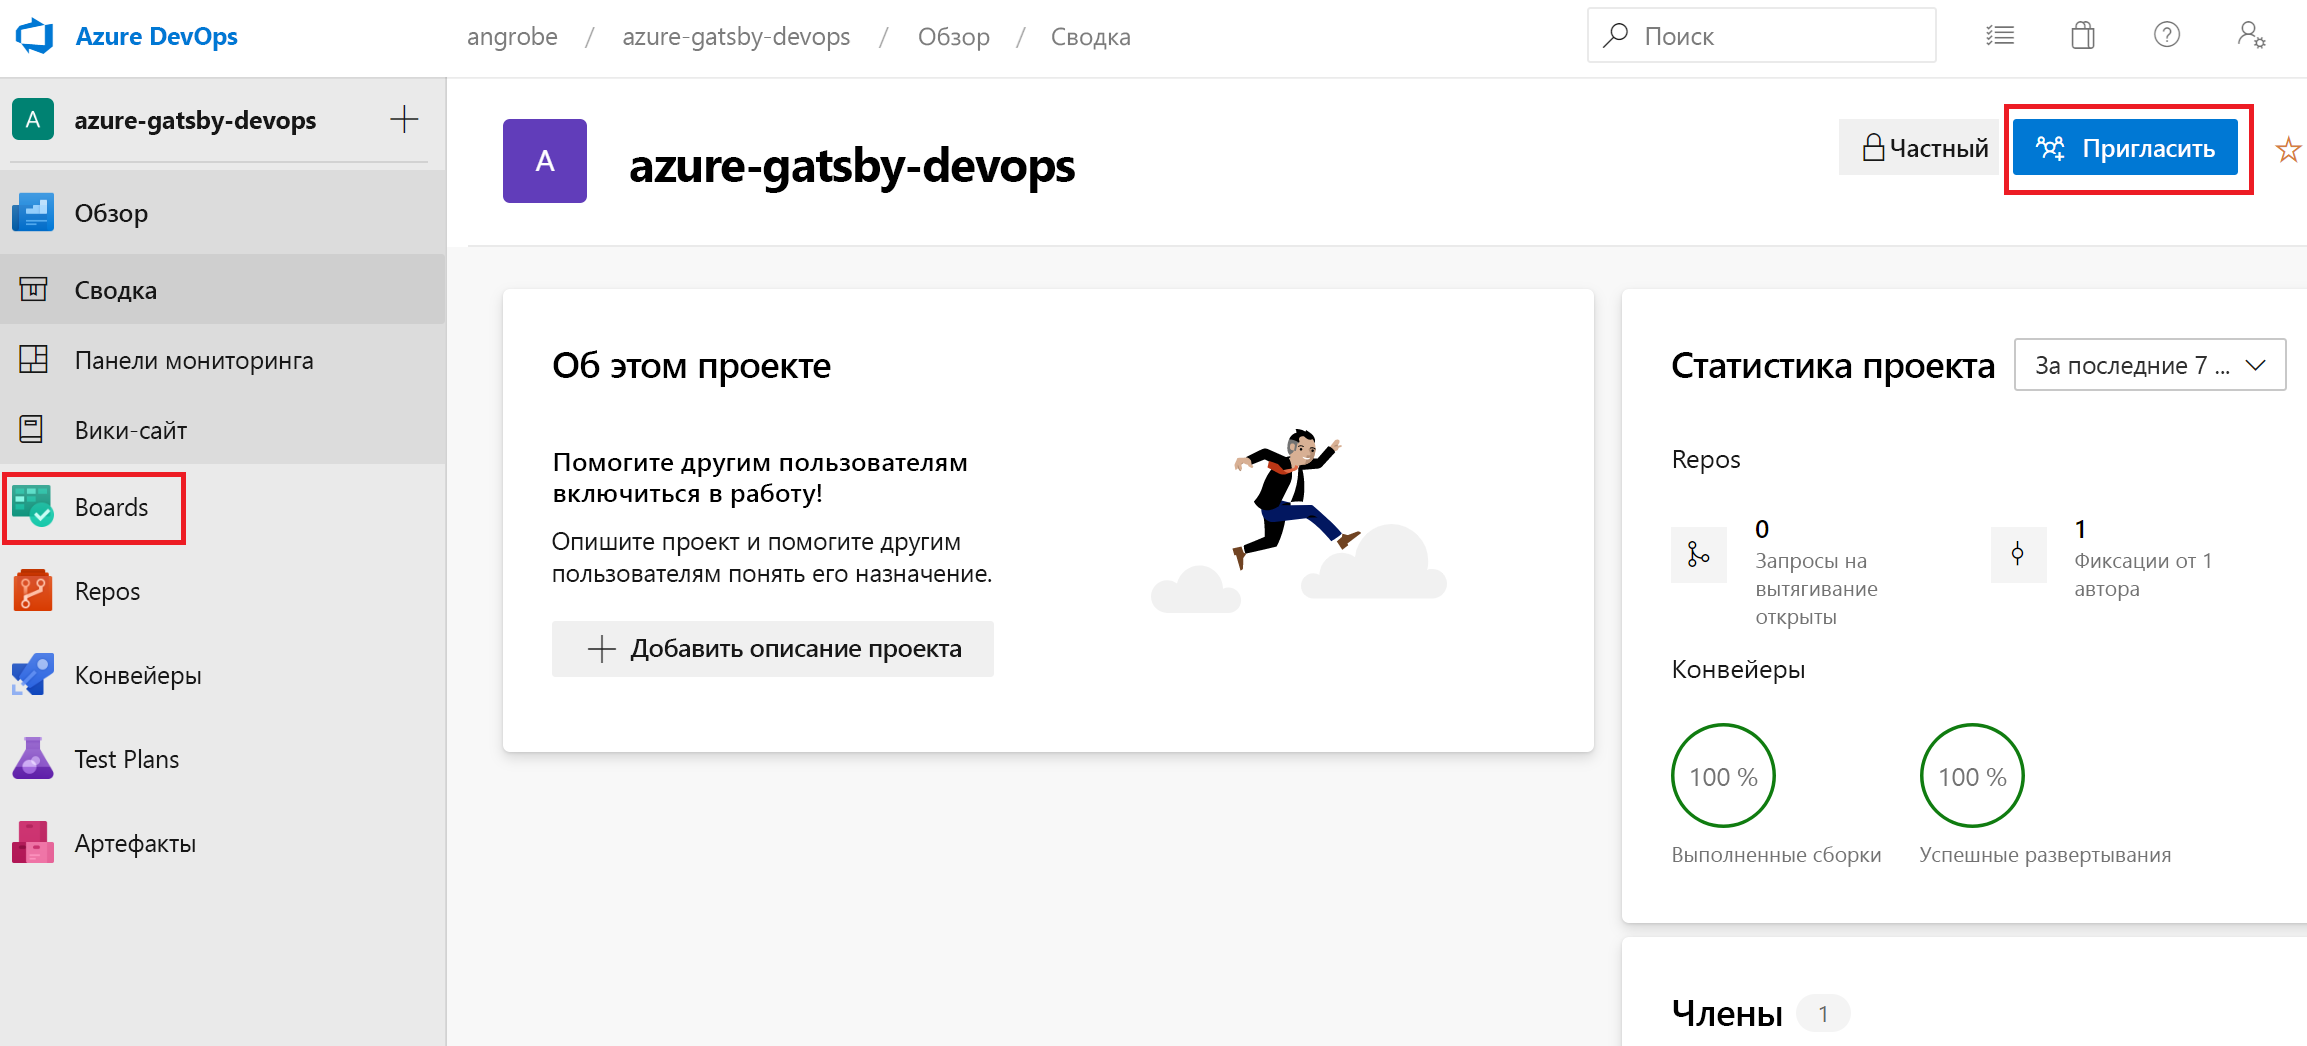 Azure DevOps
angrobe / azure-gatsby-devops / Обзор / Сводка
Поиск
A azure-gatsby-devops
Обзор
Сводка
Панели мониторинга
Вики-сайт
Boards
Repos
Конвейеры
Test Plans
Артефакты
A azure-gatsby-devops
Частный
Пригласить
Об этом проекте
Помогите другим пользователям
включиться в работу!
Опишите проект и помогите другим
пользователям понять его назначение.
Добавить описание проекта
Статистика проекта
За последние 7 ...
Repos
0
Запросы на
вытягивание
открыты
1
Фиксации от 1
автора
Конвейеры
100 %
Выполненные сборки
100 %
Успешные развертывания
Члены 1